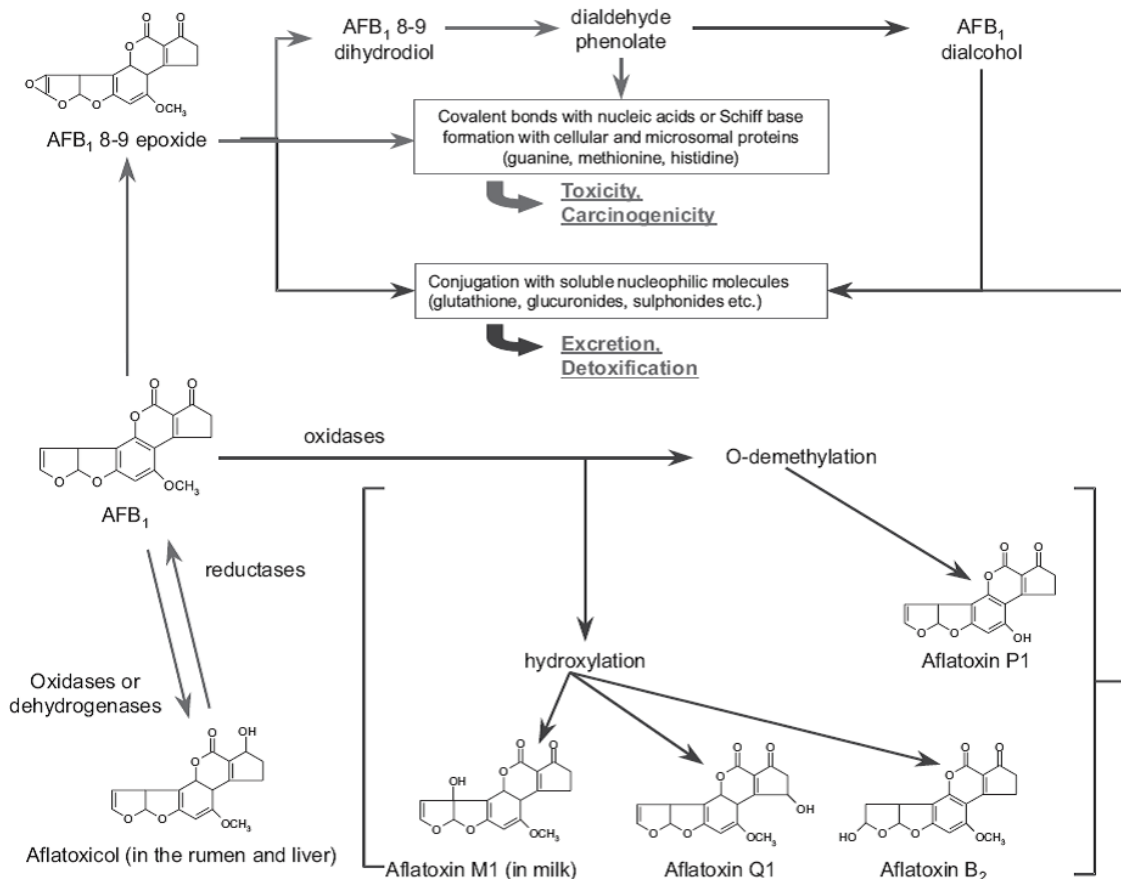 AFB₁ 8-9
dihydrodiol
dialdehyde
phenolate
AFB₁
dialcohol
O O
O
O
O O
OCH₃
AFB₁ 8-9 epoxide
Covalent bonds with nucleic acids or Schiff base
formation with cellular and microsomal proteins
(guanine, methionine, histidine)
Toxicity,
Carcinogenicity
Conjugation with soluble nucleophilic molecules
(glutathione, glucuronides, sulphonides etc.)
Excretion,
Detoxification
O O
O
O O
OCH₃
AFB₁
oxidases
O-demethylation
reductases
O O
O
O O
OH
Aflatoxin P1
hydroxylation
Oxidases or
dehydrogenases
O OH
O
O O
OCH₃
Aflatoxicol (in the rumen and liver)
O O
OH O
O O
OCH₃
Aflatoxin M1 (in milk)
O O
O
OH
O O
OCH₃
Aflatoxin Q1
O O
O
HO O O
OCH₃
Aflatoxin B₂